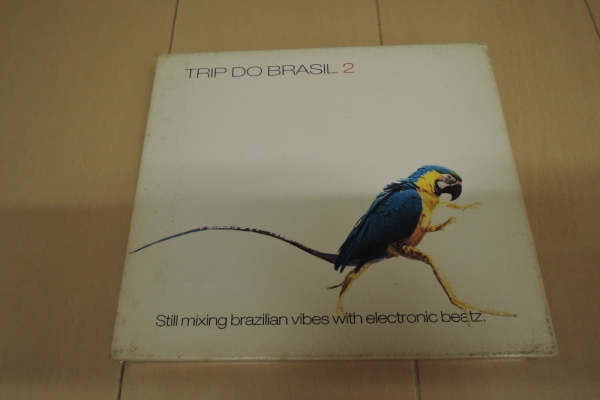 TRIP DO BRASIL 2
Still mixing brazilian vibes with electronic beatz.